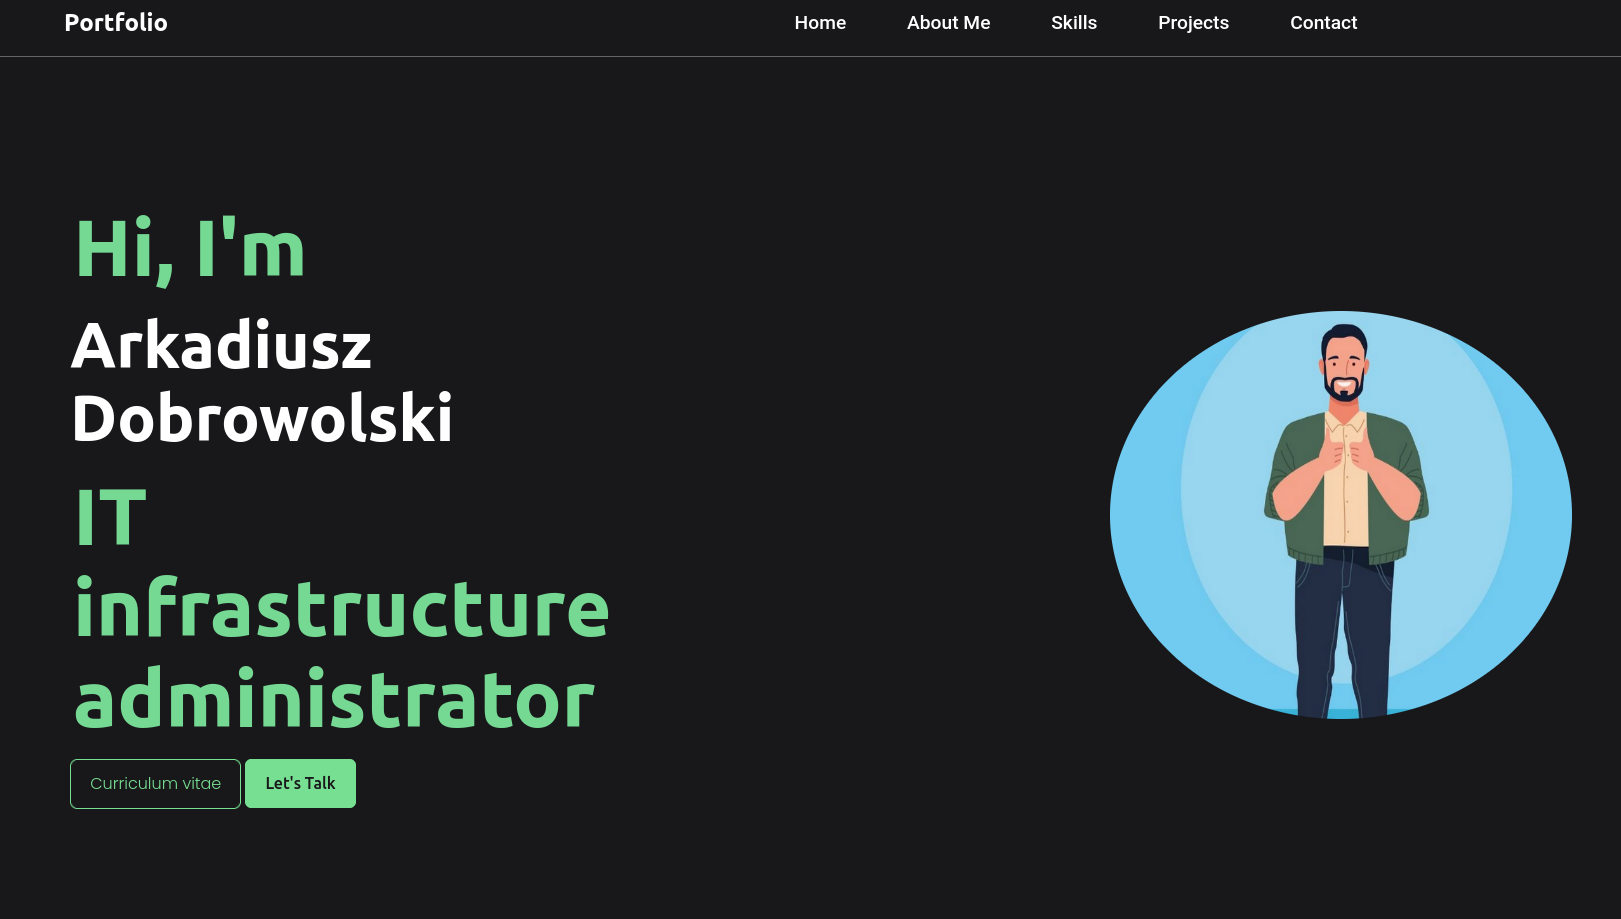 Portfolio
Home About Me Skills Projects Contact
Hi, I'm
Arkadiusz
Dobrowolski
IT
infrastructure
administrator
Curriculum vitae Let's Talk